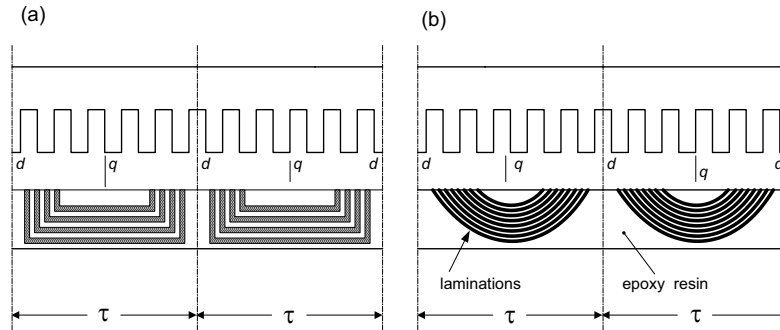 (a)
(b)
d q d q d
d q d q d
laminations
epoxy resin
τ τ
τ τ